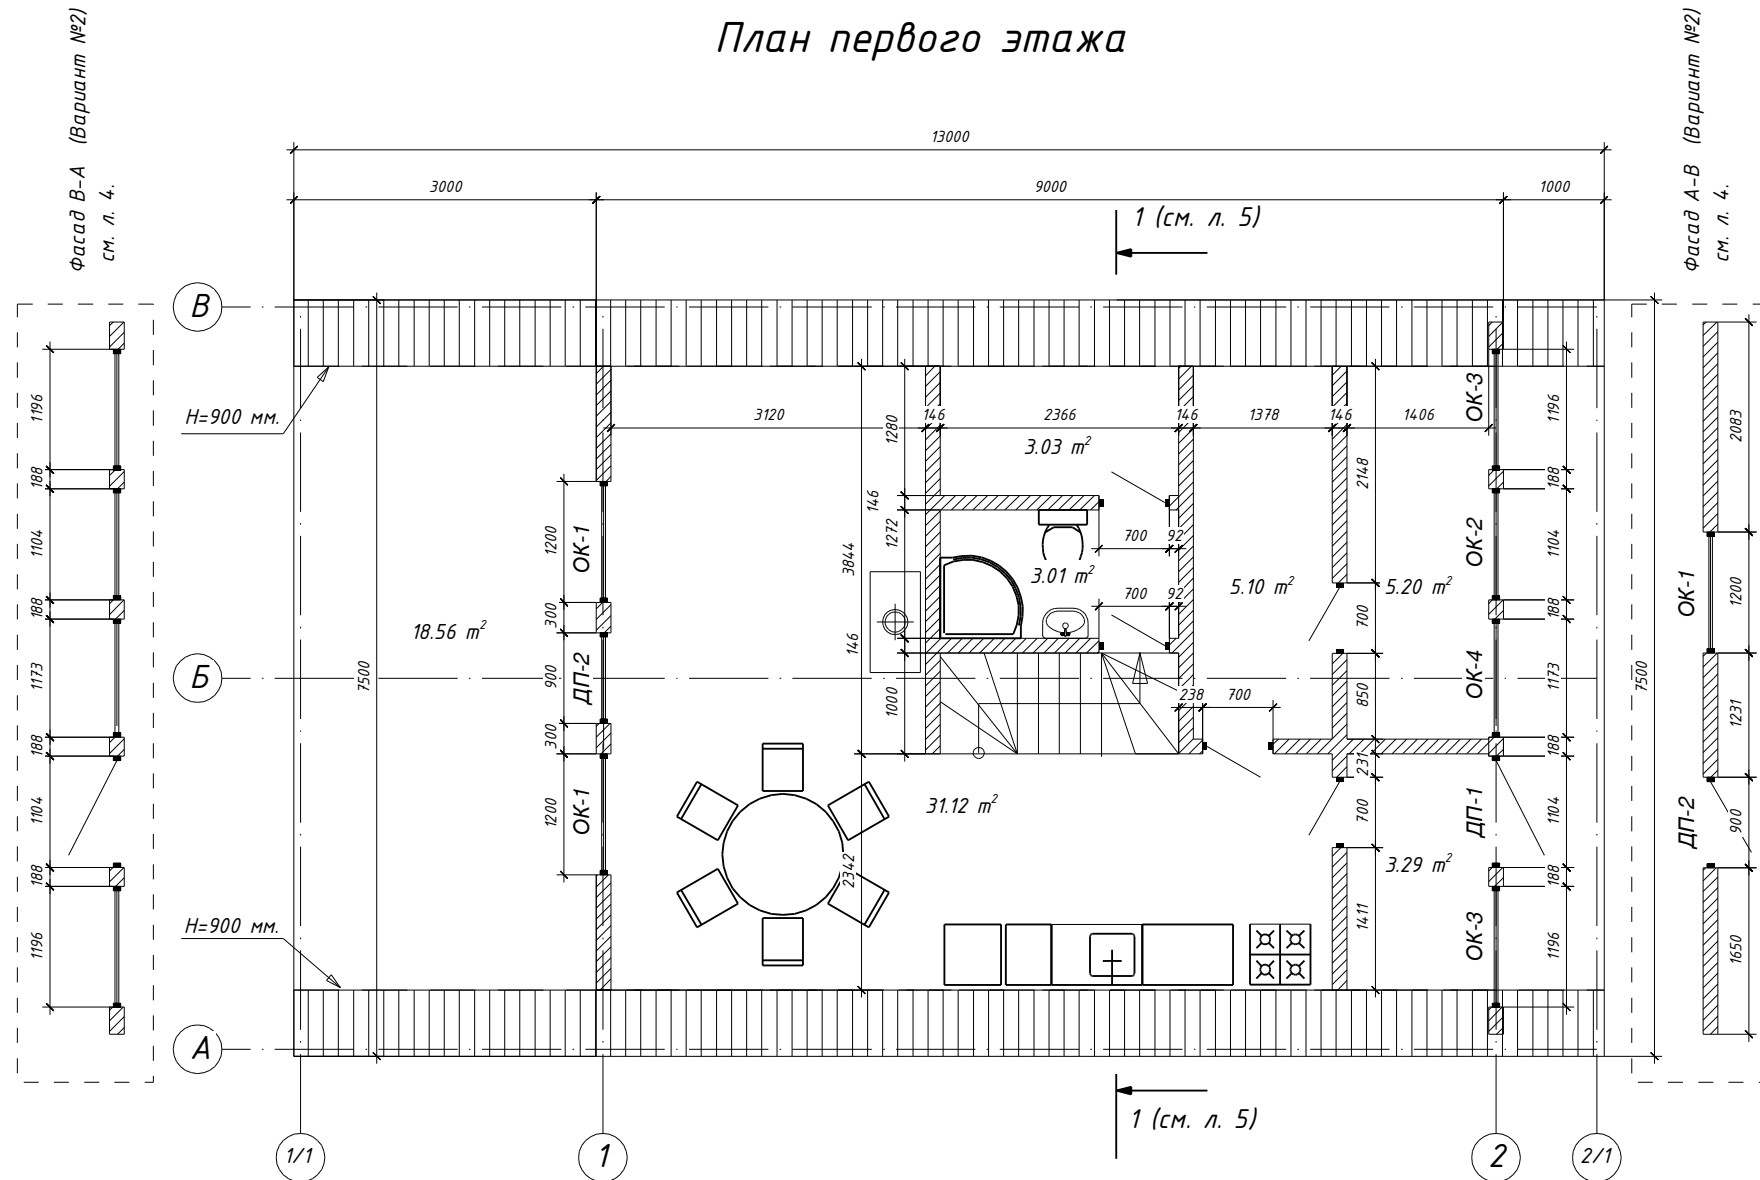 План первого этажа
Фасад В-А (Вариант №2)
см. л. 4.
Фасад А-В (Вариант №2)
см. л. 4.
13000
3000
9000
1000
1 (см. л. 5)
В
Б
А
H=900 мм.
H=900 мм.
1196
188
1104
188
1173
188
1104
188
1196
7500
18.56 m²
1200
300
900
300
1200
ОК-1
ДП-2
ОК-1
3120
146
2366
146
1378
146
1406
3844
2342
1280
146
1272
146
1000
3.03 m²
700
92
3.01 m²
700
92
238
700
5.10 m²
5.20 m²
31.12 m²
3.29 m²
2148
700
850
231
700
1411
ОК-3
ОК-2
ОК-4
ДП-1
ОК-3
1196
188
1104
188
1173
188
1104
188
1196
7500
ОК-1
ДП-2
2083
1200
1231
900
1650
1 (см. л. 5)
1/1
1
2
2/1